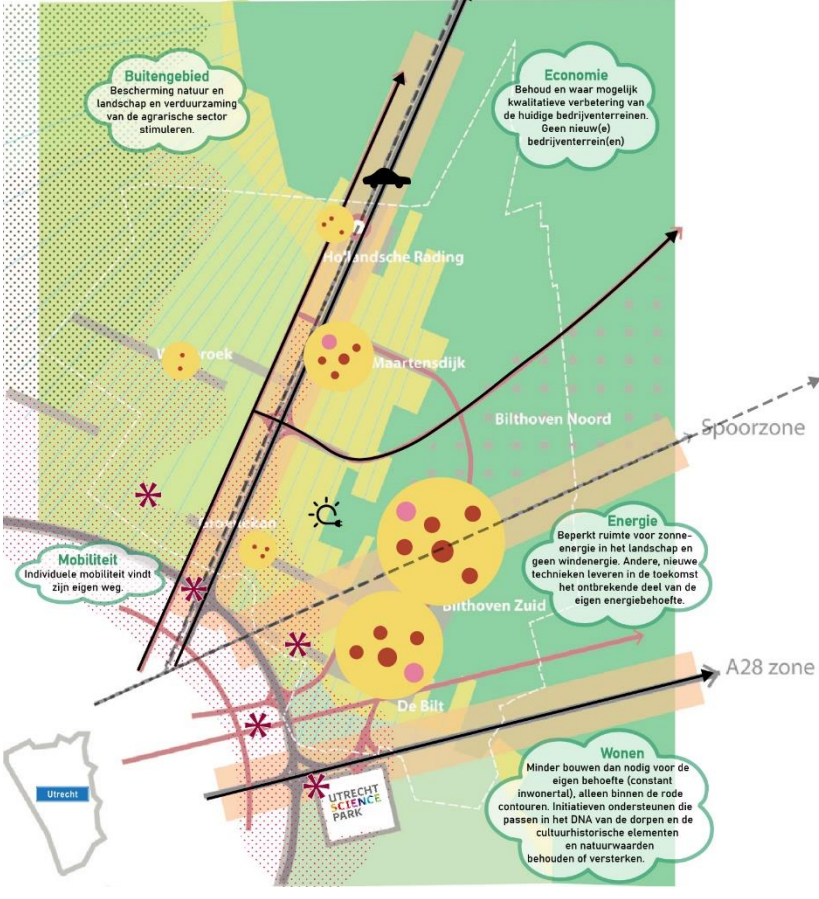 Buitengebied
Bescherming natuur en
landschap en verduurzaming
van de agrarische sector
stimuleren.
Economie
Behoud en waar mogelijk
kwalitatieve verbetering van
de huidige bedrijventerreinen.
Geen nieuw(e)
bedrijventerrein(en)
Hollandsche Rading
Maartensdijk
Bilthoven Noord
Spoorzone
Energie
Beperkt ruimte voor zonne-
energie in het landschap en
geen windenergie. Andere, nieuwe
technieken leveren in de toekomst
het ontbrekende deel van de
eigen energiebehoefte.
Mobiliteit
Individuele mobiliteit vindt
zijn eigen weg.
Bilthoven Zuid
A28 zone
De Bilt
Utrecht
UTRECHT
SCIENCE
PARK
Wonen
Minder bouwen dan nodig voor de
eigen behoefte (constant
inwonertal), alleen binnen de rode
contouren. Initiatieven ondersteunen die
passen in het DNA van de dorpen en de
cultuurhistorische elementen
en natuurwaarden
behouden of versterken.